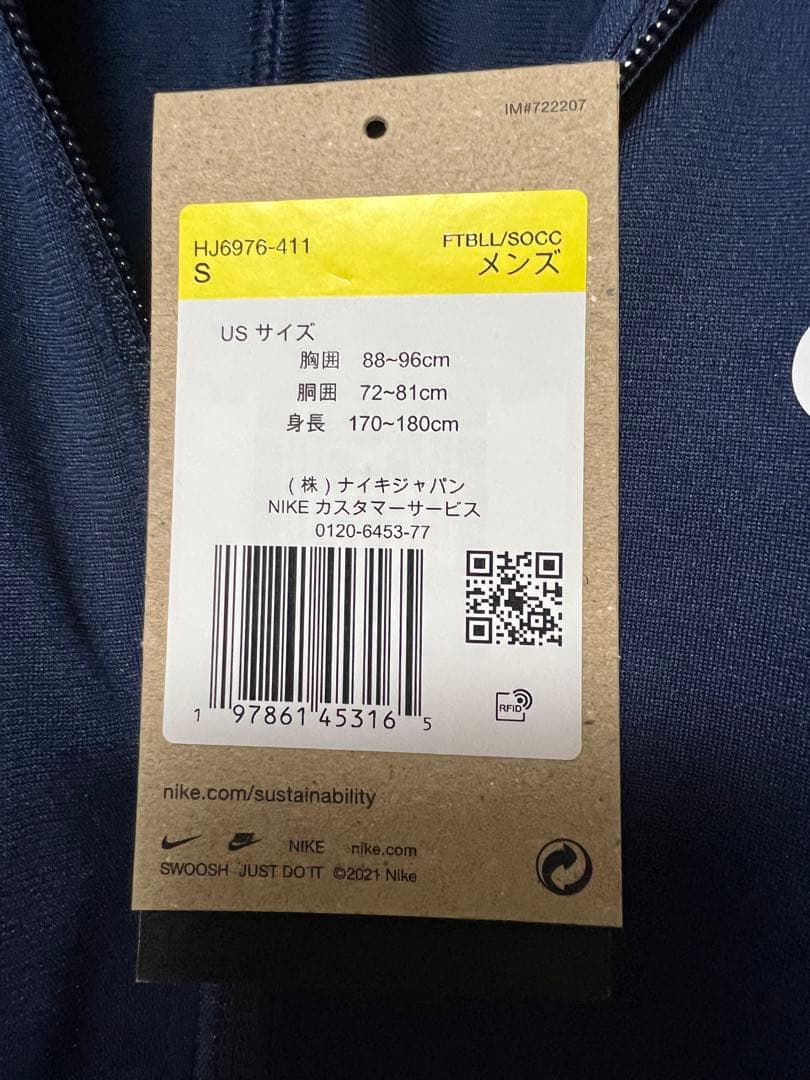 IM#722207
HJ6976-411
FTBLL/SOCC
S
メンズ
US サイズ
胸囲 88~96cm
胴囲 72~81cm
身長 170~180cm
(株)ナイキジャパン
NIKE カスタマーサービス
0120-6453-77
1 97861 45316 5
RFID
nike.com/sustainability
NIKE nike.com
SWOOSH JUST DO IT ©2021 Nike